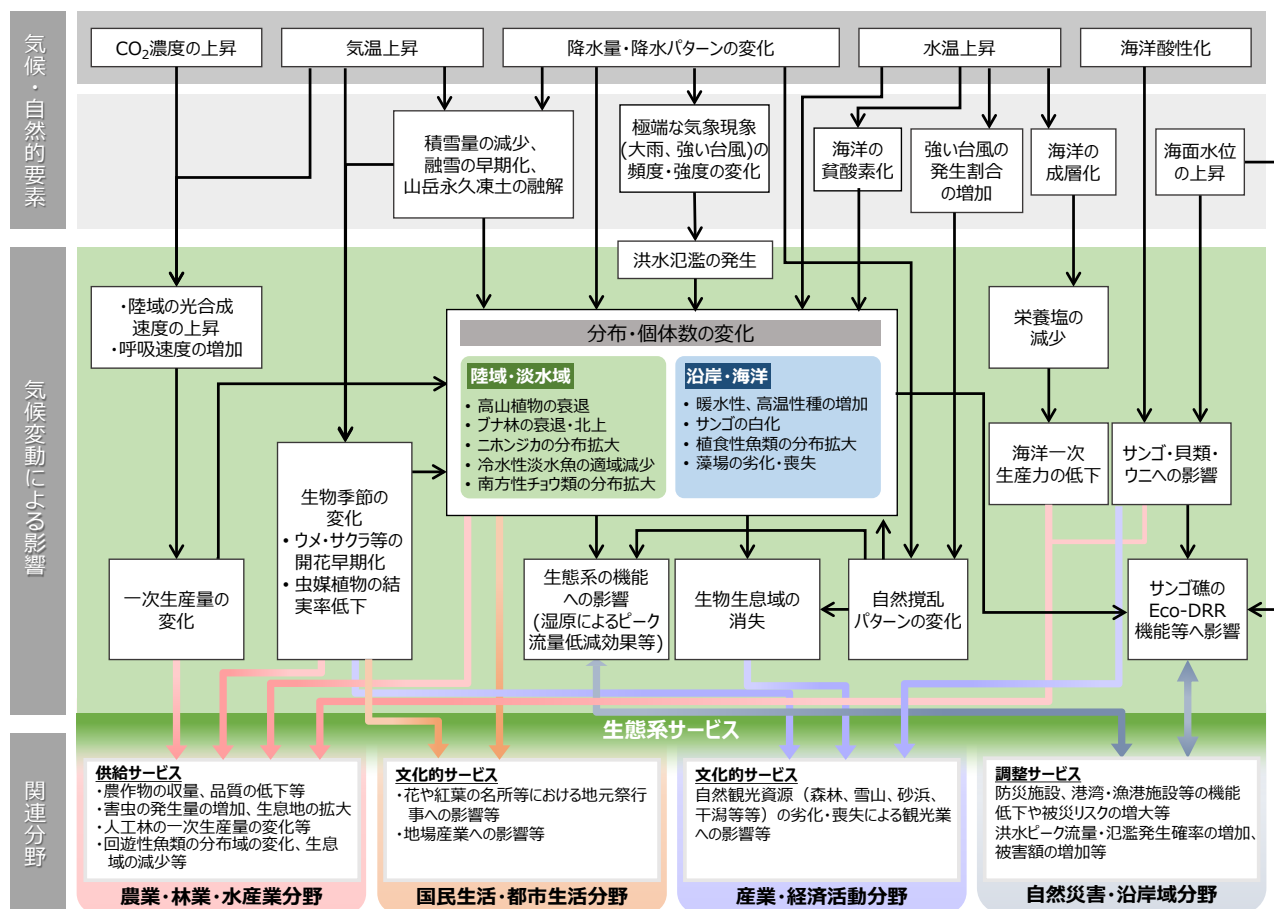 気候・自然的要素
CO₂濃度の上昇
気温上昇
降水量・降水パターンの変化
水温上昇
海洋酸性化
積雪量の減少、
融雪の早期化、
山岳永久凍土の融解
極端な気象現象
(大雨、強い台風)の
頻度・強度の変化
海洋の
貧酸素化
強い台風の
発生割合
の増加
海洋の
成層化
海面水位
の上昇
気候変動による影響
洪水氾濫の発生
・陸域の光合成
速度の上昇
・呼吸速度の増加
分布・個体数の変化
陸域・淡水域
• 高山植物の衰退
• ブナ林の衰退・北上
• ニホンジカの分布拡大
• 冷水性淡水魚の適域減少
• 南方性チョウ類の分布拡大
沿岸・海洋
• 暖水性、高温性種の増加
• サンゴの白化
• 植食性魚類の分布拡大
• 藻場の劣化・喪失
栄養塩の
減少
海洋一次
生産力の低下
サンゴ・貝類・
ウニへの影響
生物季節の
変化
• ウメ・サクラ等の
開花早期化
• 虫媒植物の結
実率低下
一次生産量の
変化
生態系の機能
への影響
(湿原によるピーク
流量低減効果等)
生物生息域の
消失
自然撹乱
パターンの変化
サンゴ礁の
Eco-DRR
機能等へ影響
生態系サービス
関連分野
供給サービス
・農作物の収量、品質の低下等
・害虫の発生量の増加、生息地の拡大
・人工林の一次生産量の変化等
・回遊性魚類の分布域の変化、生息
域の減少等
農業・林業・水産業分野
文化的サービス
・花や紅葉の名所等における地元祭行
事への影響等
・地場産業への影響等
国民生活・都市生活分野
文化的サービス
自然観光資源（森林、雪山、砂浜、
干潟等等）の劣化・喪失による観光業
への影響等
産業・経済活動分野
調整サービス
防災施設、港湾・漁港施設等の機能
低下や被災リスクの増大等
洪水ピーク流量・氾濫発生確率の増加、
被害額の増加等
自然災害・沿岸域分野